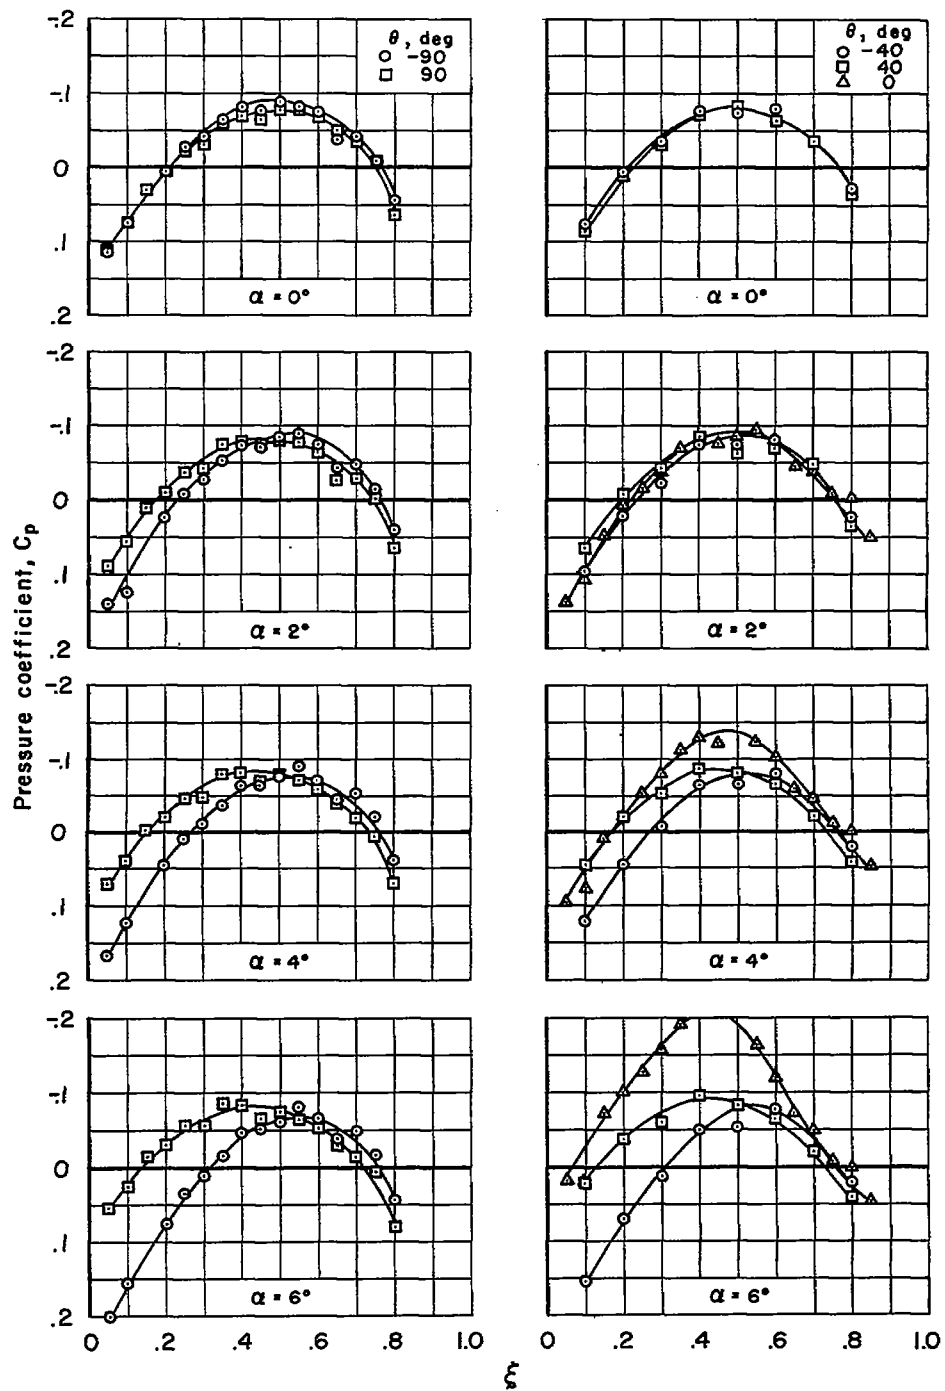 -.2
-.1
0
.1
.2
θ, deg
-90
90
α = 0°
θ, deg
-40
40
0
α = 0°
-.2
-.1
0
.1
.2
α = 2°
α = 2°
Pressure coefficient, Cp
-.2
-.1
0
.1
.2
α = 4°
α = 4°
-.2
-.1
0
.1
.2
α = 6°
α = 6°
0 .2 .4 .6 .8 1.0
0 .2 .4 .6 .8 1.0
ξ